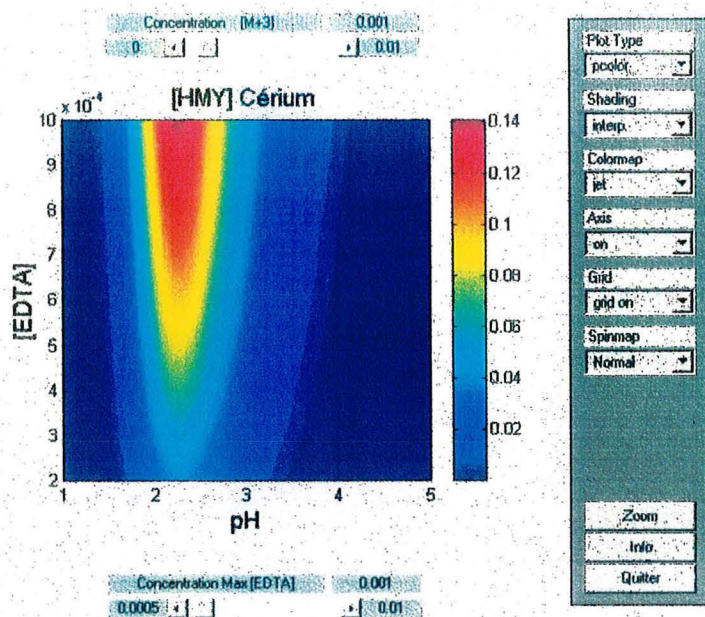 Concentration [M+3] 0.001
0 0.01
x 10⁻⁴
[HMY] Cérium
10
9
8
7
6
5
4
3
2
[EDTA]
1 2 3 4 5
pH
0.14
0.12
0.1
0.08
0.06
0.04
0.02
Concentration Max [EDTA] 0.001
0.0005 0.01
Plot Type
pcolor
Shading
interp.
Colormap
jet
Axis
on
Grid
grid on
Spinmap
Normal
Zoom
Info
Quitter